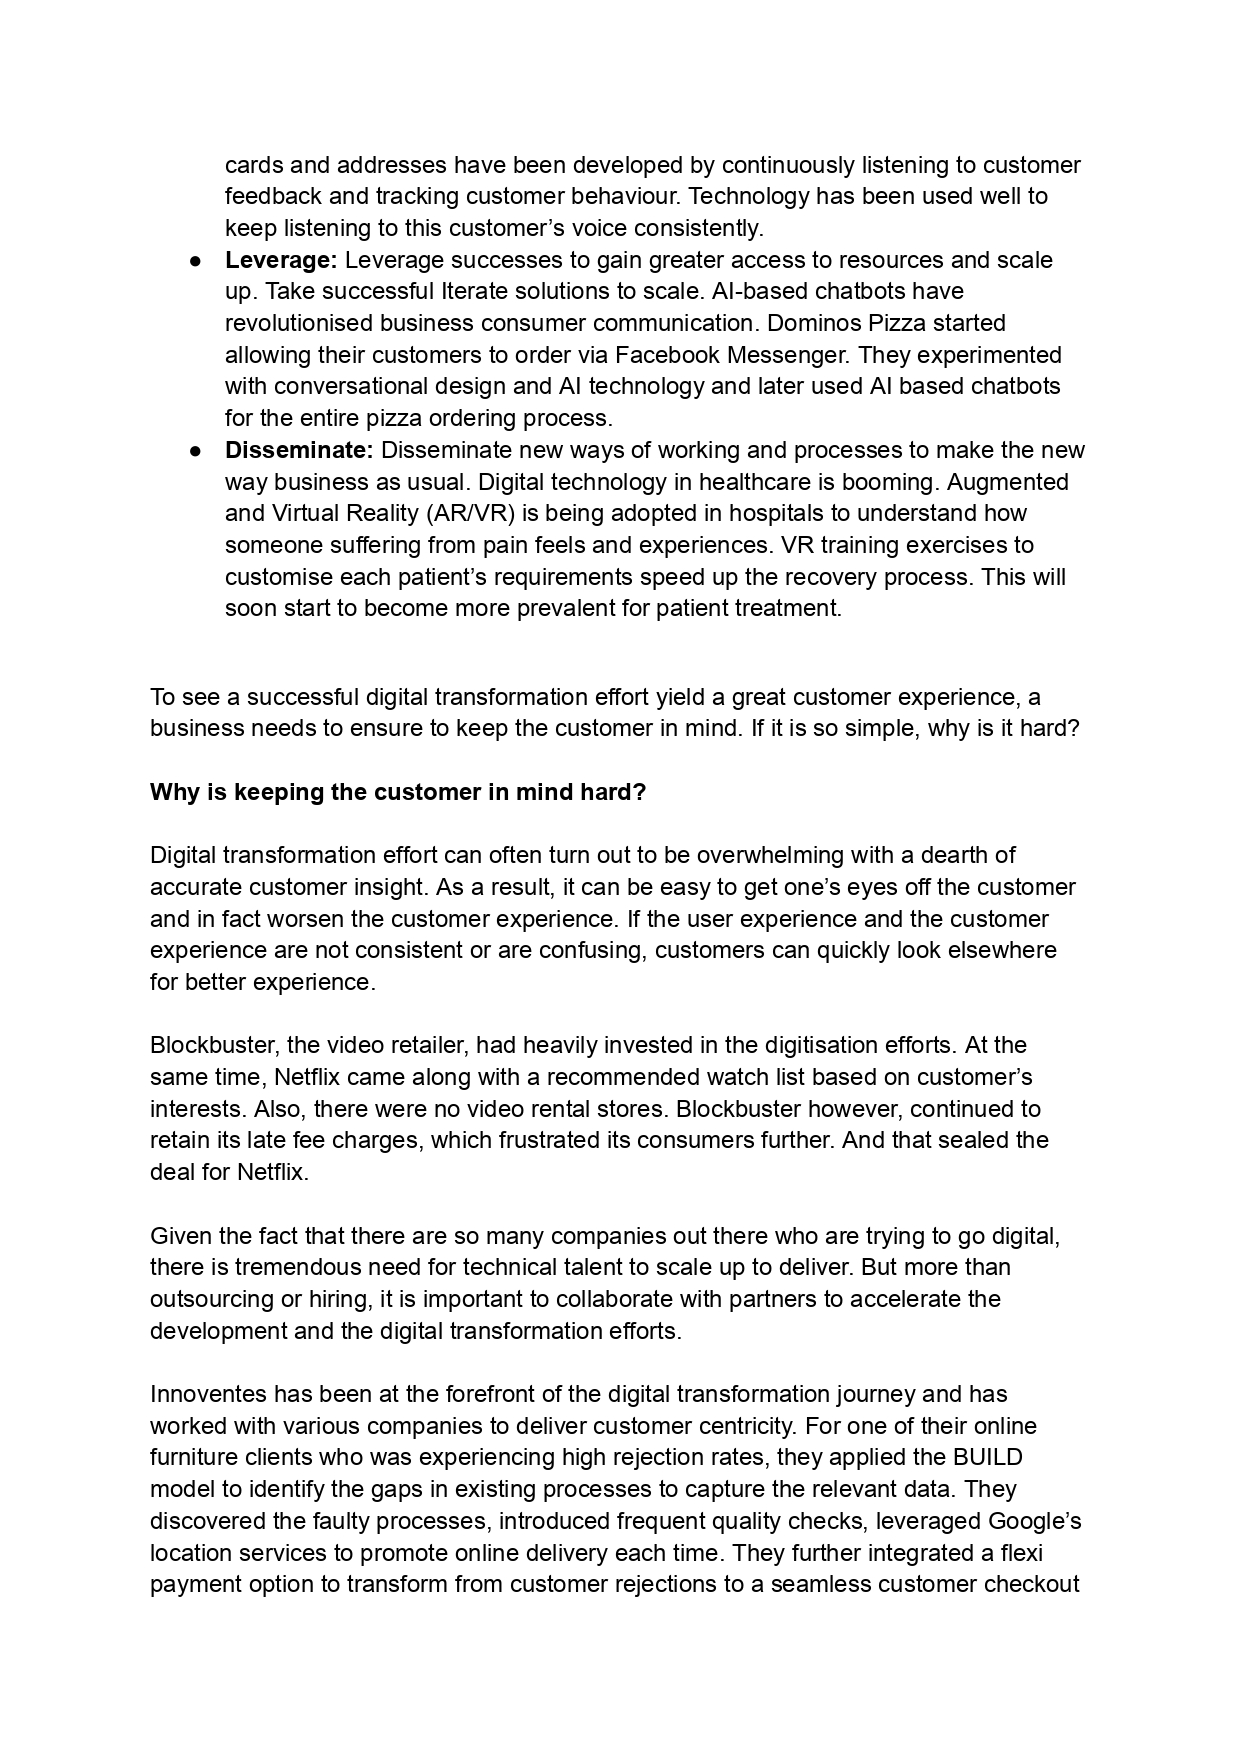 cards and addresses have been developed by continuously listening to customer
feedback and tracking customer behaviour. Technology has been used well to
keep listening to this customer’s voice consistently.
● Leverage: Leverage successes to gain greater access to resources and scale
up. Take successful Iterate solutions to scale. AI-based chatbots have
revolutionised business consumer communication. Dominos Pizza started
allowing their customers to order via Facebook Messenger. They experimented
with conversational design and AI technology and later used AI based chatbots
for the entire pizza ordering process.
● Disseminate: Disseminate new ways of working and processes to make the new
way business as usual. Digital technology in healthcare is booming. Augmented
and Virtual Reality (AR/VR) is being adopted in hospitals to understand how
someone suffering from pain feels and experiences. VR training exercises to
customise each patient’s requirements speed up the recovery process. This will
soon start to become more prevalent for patient treatment.
To see a successful digital transformation effort yield a great customer experience, a
business needs to ensure to keep the customer in mind. If it is so simple, why is it hard?
Why is keeping the customer in mind hard?
Digital transformation effort can often turn out to be overwhelming with a dearth of
accurate customer insight. As a result, it can be easy to get one’s eyes off the customer
and in fact worsen the customer experience. If the user experience and the customer
experience are not consistent or are confusing, customers can quickly look elsewhere
for better experience.
Blockbuster, the video retailer, had heavily invested in the digitisation efforts. At the
same time, Netflix came along with a recommended watch list based on customer’s
interests. Also, there were no video rental stores. Blockbuster however, continued to
retain its late fee charges, which frustrated its consumers further. And that sealed the
deal for Netflix.
Given the fact that there are so many companies out there who are trying to go digital,
there is tremendous need for technical talent to scale up to deliver. But more than
outsourcing or hiring, it is important to collaborate with partners to accelerate the
development and the digital transformation efforts.
Innoventes has been at the forefront of the digital transformation journey and has
worked with various companies to deliver customer centricity. For one of their online
furniture clients who was experiencing high rejection rates, they applied the BUILD
model to identify the gaps in existing processes to capture the relevant data. They
discovered the faulty processes, introduced frequent quality checks, leveraged Google’s
location services to promote online delivery each time. They further integrated a flexi
payment option to transform from customer rejections to a seamless customer checkout